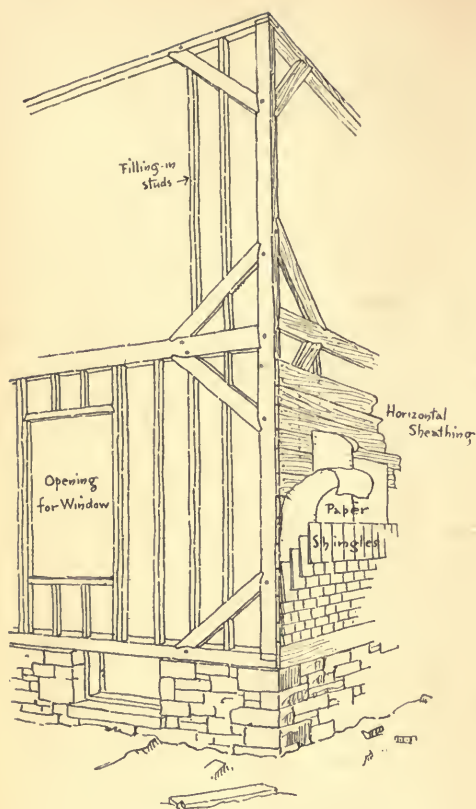 Filling-in
studs
Horizontal
Sheathing
Opening
for Window
Paper
Shingles